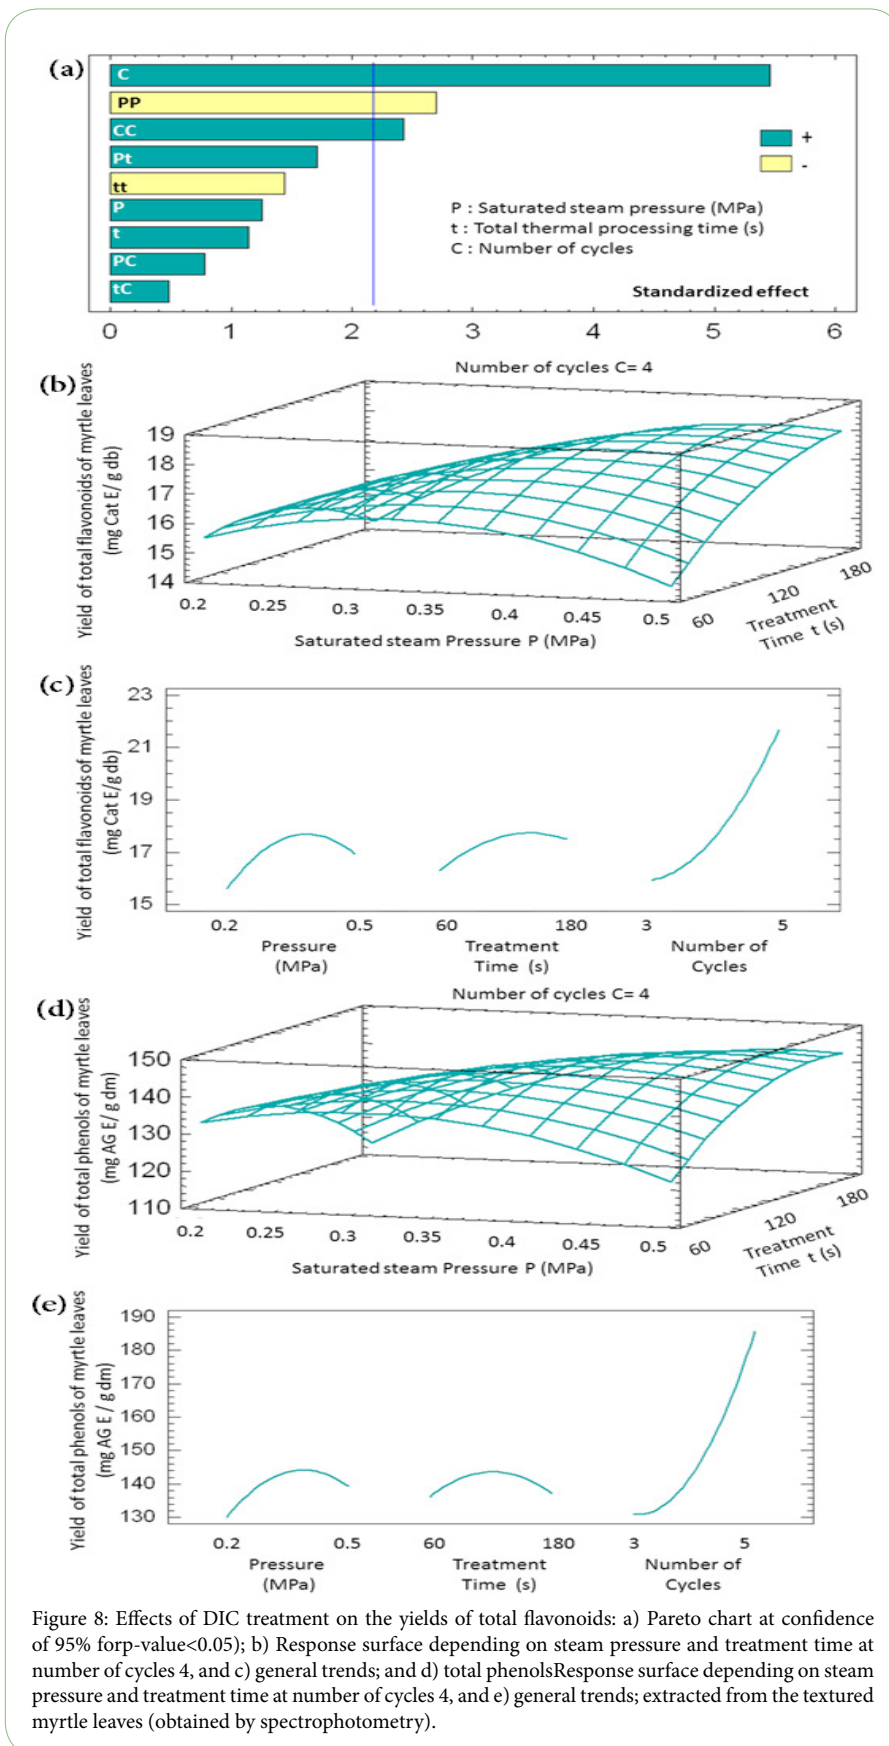 (a)
C
PP
CC
Pt
tt
P
t
PC
tC
+
-
P : Saturated steam pressure (MPa)
t : Total thermal processing time (s)
C : Number of cycles
Standardized effect
0 1 2 3 4 5 6
(b)
Number of cycles C= 4
Yield of total flavonoids of myrtle leaves
(mg Cat E/ g db)
19
18
17
16
15
14
0.2 0.25 0.3 0.35 0.4 0.45 0.5
Saturated steam Pressure P (MPa)
60 120 180
Treatment
Time t (s)
(c)
Yield of total flavonoids of myrtle leaves
(mg Cat E/g db)
23
21
19
17
15
0.2 0.5 60 180 3 5
Pressure
(MPa)
Treatment
Time (s)
Number of
Cycles
(d)
Number of cycles C= 4
Yield of total phenols of myrtle leaves
(mg AG E/ g dm)
150
140
130
120
110
0.2 0.25 0.3 0.35 0.4 0.45 0.5
Saturated steam Pressure P (MPa)
60 120 180
Treatment
Time t (s)
(e)
Yield of total phenols of myrtle leaves
(mg AG E / g dm)
190
180
170
160
150
140
130
0.2 0.5 60 180 3 5
Pressure
(MPa)
Treatment
Time (s)
Number of
Cycles
Figure 8: Effects of DIC treatment on the yields of total flavonoids: a) Pareto chart at confidence
of 95% forp-value<0.05); b) Response surface depending on steam pressure and treatment time at
number of cycles 4, and c) general trends; and d) total phenolsResponse surface depending on steam
pressure and treatment time at number of cycles 4, and e) general trends; extracted from the textured
myrtle leaves (obtained by spectrophotometry).